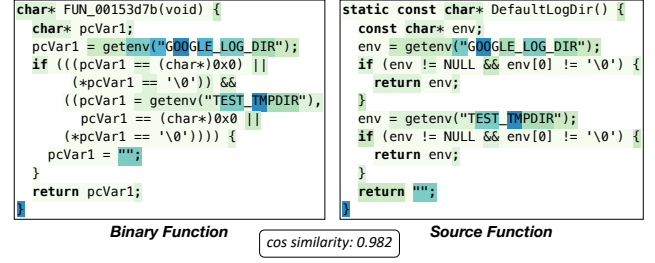 char* FUN_00153d7b(void) {
char* pcVar1;
pcVar1 = getenv("GOOGLE_LOG_DIR");
if (((pcVar1 == (char*)0x0) ||
(*pcVar1 == '\0')) &&
((pcVar1 = getenv("TEST_TMPDIR"),
pcVar1 == (char*)0x0 ||
(*pcVar1 == '\0')))) {
pcVar1 = "";
}
return pcVar1;
}
Binary Function
static const char* DefaultLogDir() {
const char* env;
env = getenv("GOOGLE_LOG_DIR");
if (env != NULL && env[0] != '\0') {
return env;
}
env = getenv("TEST_TMPDIR");
if (env != NULL && env[0] != '\0') {
return env;
}
return "";
}
Source Function
cos similarity: 0.982